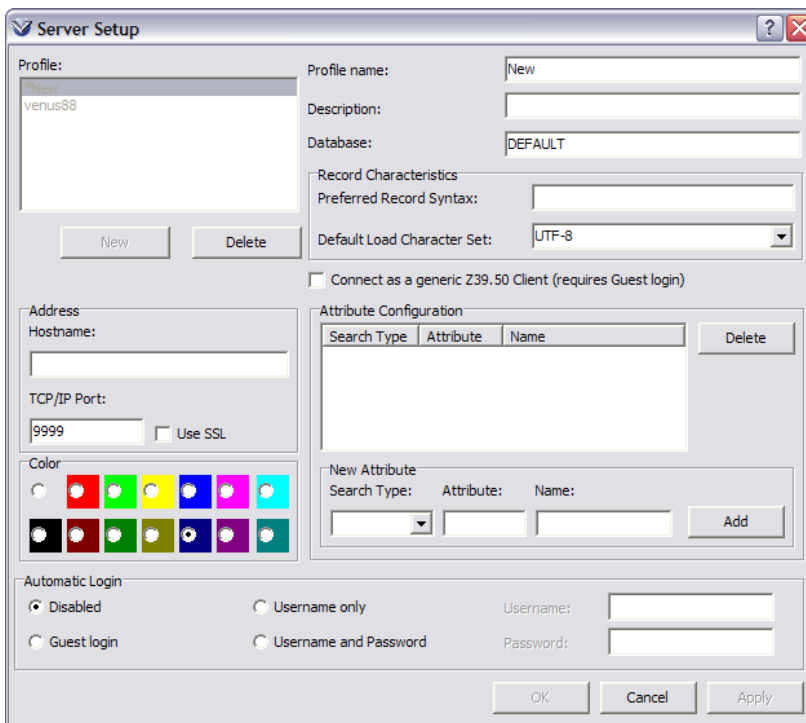 Server Setup
Profile:
*New
venus88
New
Delete
Profile name:
New
Description:
Database:
DEFAULT
Record Characteristics
Preferred Record Syntax:
Default Load Character Set:
UTF-8
Connect as a generic Z39.50 Client (requires Guest login)
Address
Hostname:
TCP/IP Port:
9999
Use SSL
Color
Attribute Configuration
Search Type Attribute Name
Delete
New Attribute
Search Type: Attribute: Name:
Add
Automatic Login
Disabled
Username only
Username:
Guest login
Username and Password
Password:
OK
Cancel
Apply